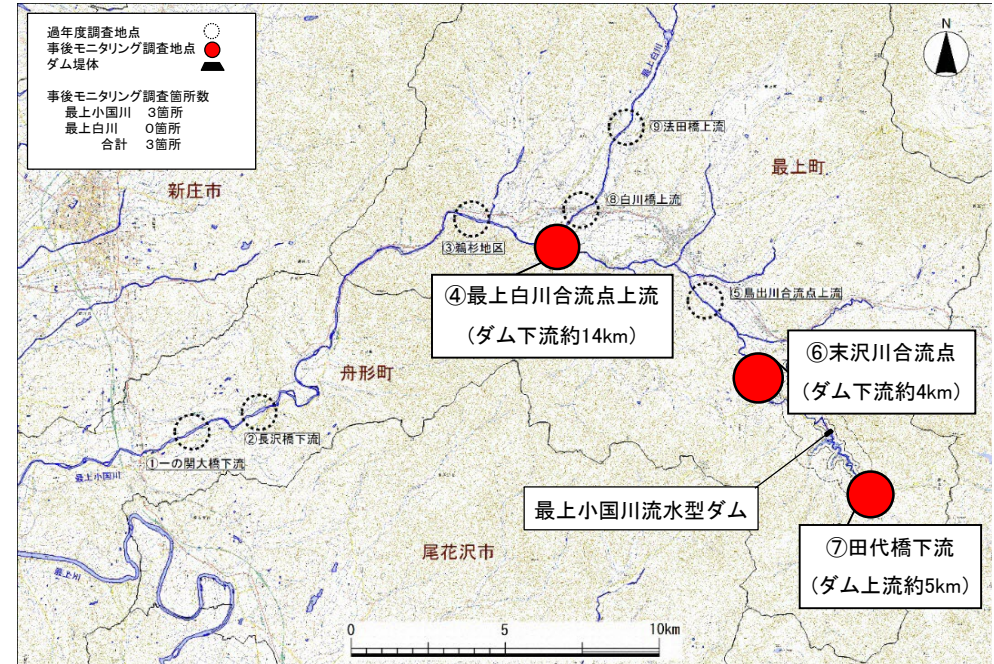 過年度調査地点
事後モニタリング調査地点
ダム堤体
事後モニタリング調査箇所数
最上小国川 3箇所
最上白川 0箇所
合計 3箇所
N
最上白川
⑨法田橋上流
最上町
新庄市
⑧白川橋上流
③鵜杉地区
④最上白川合流点上流
(ダム下流約14km)
⑤鳥出川合流点上流
⑥末沢川合流点
(ダム下流約4km)
舟形町
②長沢橋下流
①一の関大橋下流
最上小国川
最上小国川流水型ダム
⑦田代橋下流
(ダム上流約5km)
尾花沢市
最上川
0 5 10km